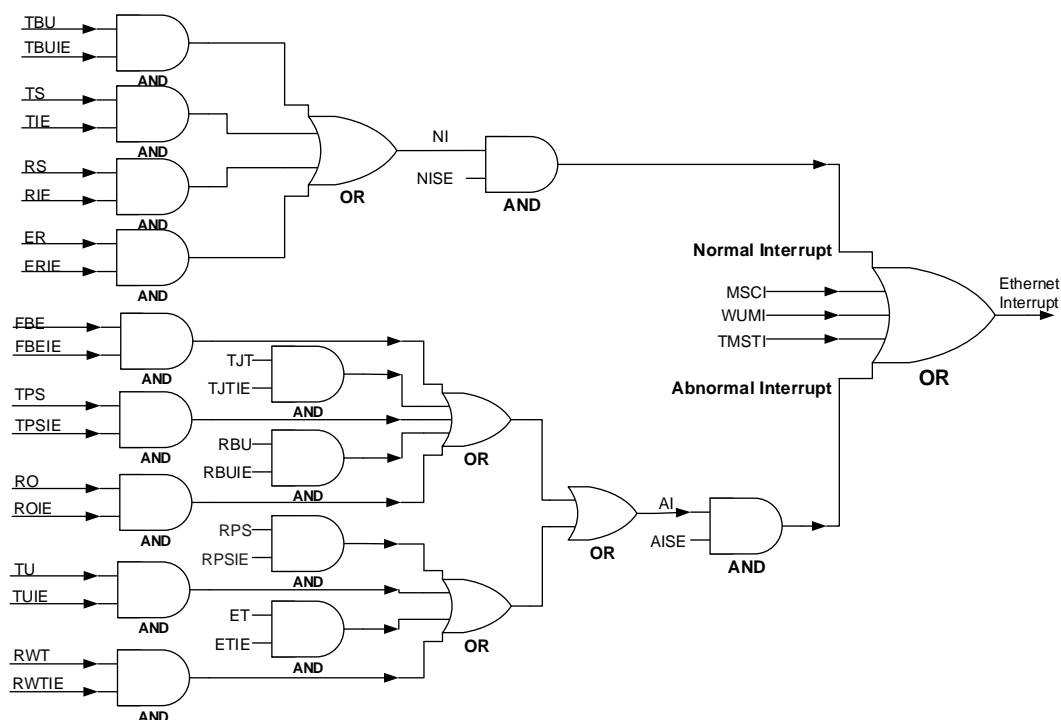 TBU
TBUIE
AND
TS
TIE
AND
RS
RIE
AND
ER
ERIE
AND
OR
NI
NISE
AND
Normal Interrupt
MSCI
WUMI
TMSTI
Abnormal Interrupt
OR
Ethernet
Interrupt
FBE
FBEIE
AND
TJT
TJTIE
AND
TPS
TPSIE
AND
RBU
RBUIE
AND
RO
ROIE
AND
OR
RPS
RPSIE
AND
TU
TUIE
AND
ET
ETIE
AND
RWT
RWTIE
AND
OR
OR
AI
AISE
AND